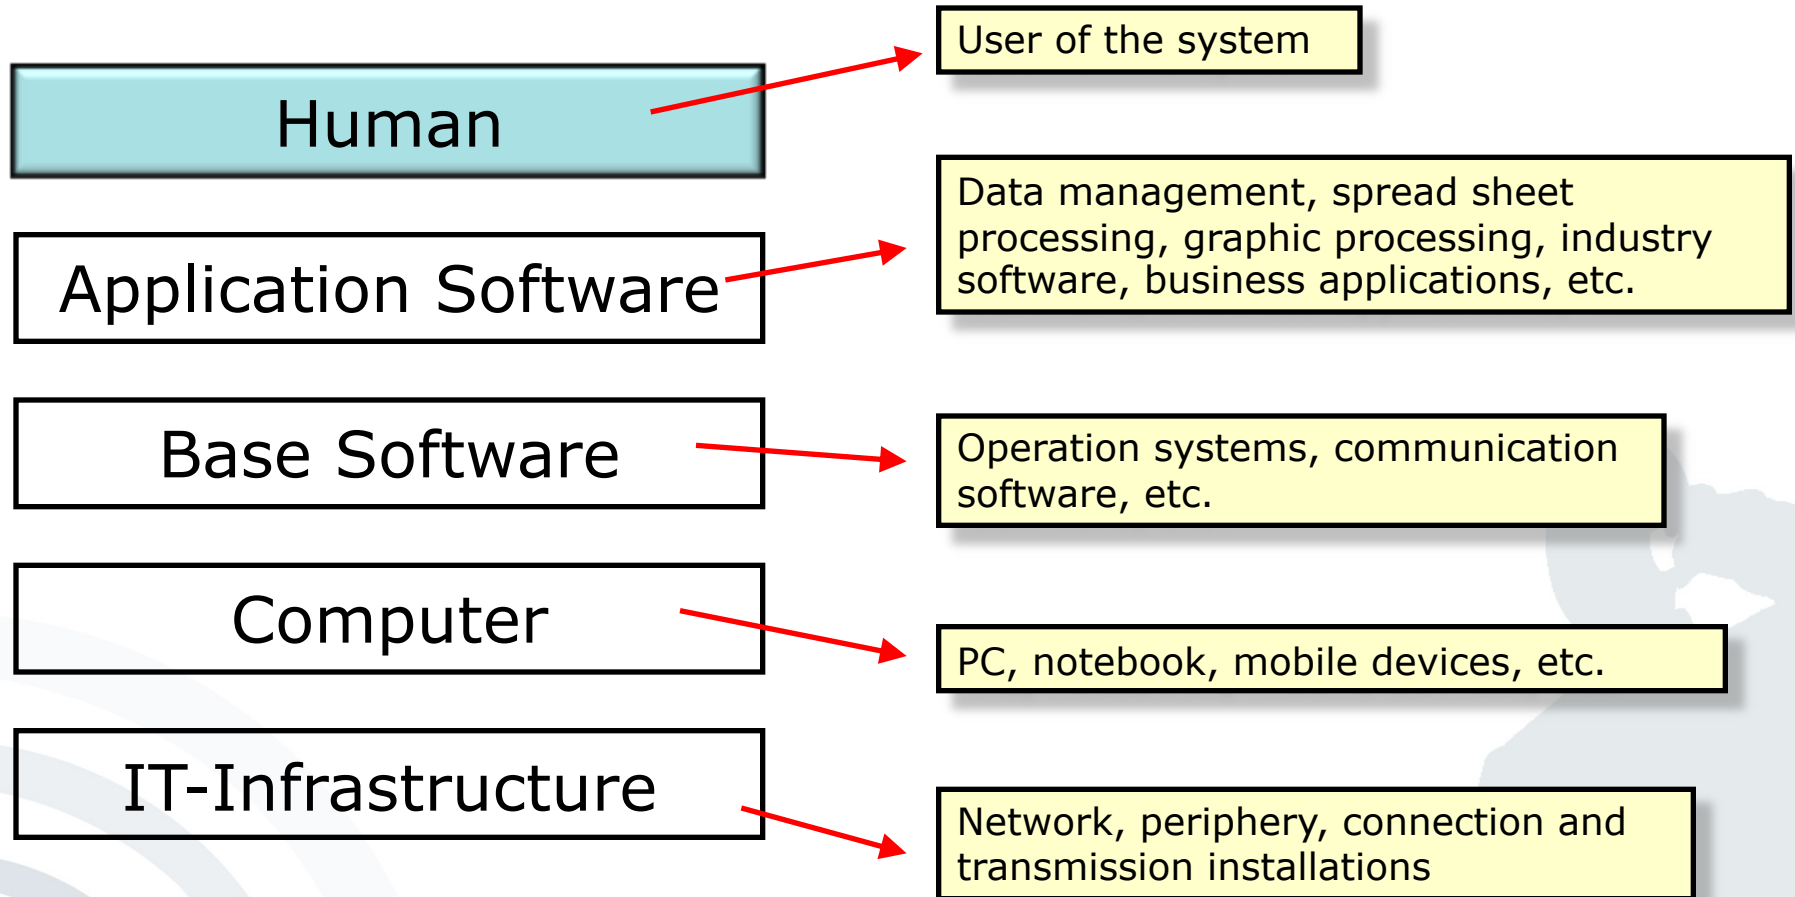 Human
User of the system
Application Software
Data management, spread sheet
processing, graphic processing, industry
software, business applications, etc.
Base Software
Operation systems, communication
software, etc.
Computer
PC, notebook, mobile devices, etc.
IT-Infrastructure
Network, periphery, connection and
transmission installations